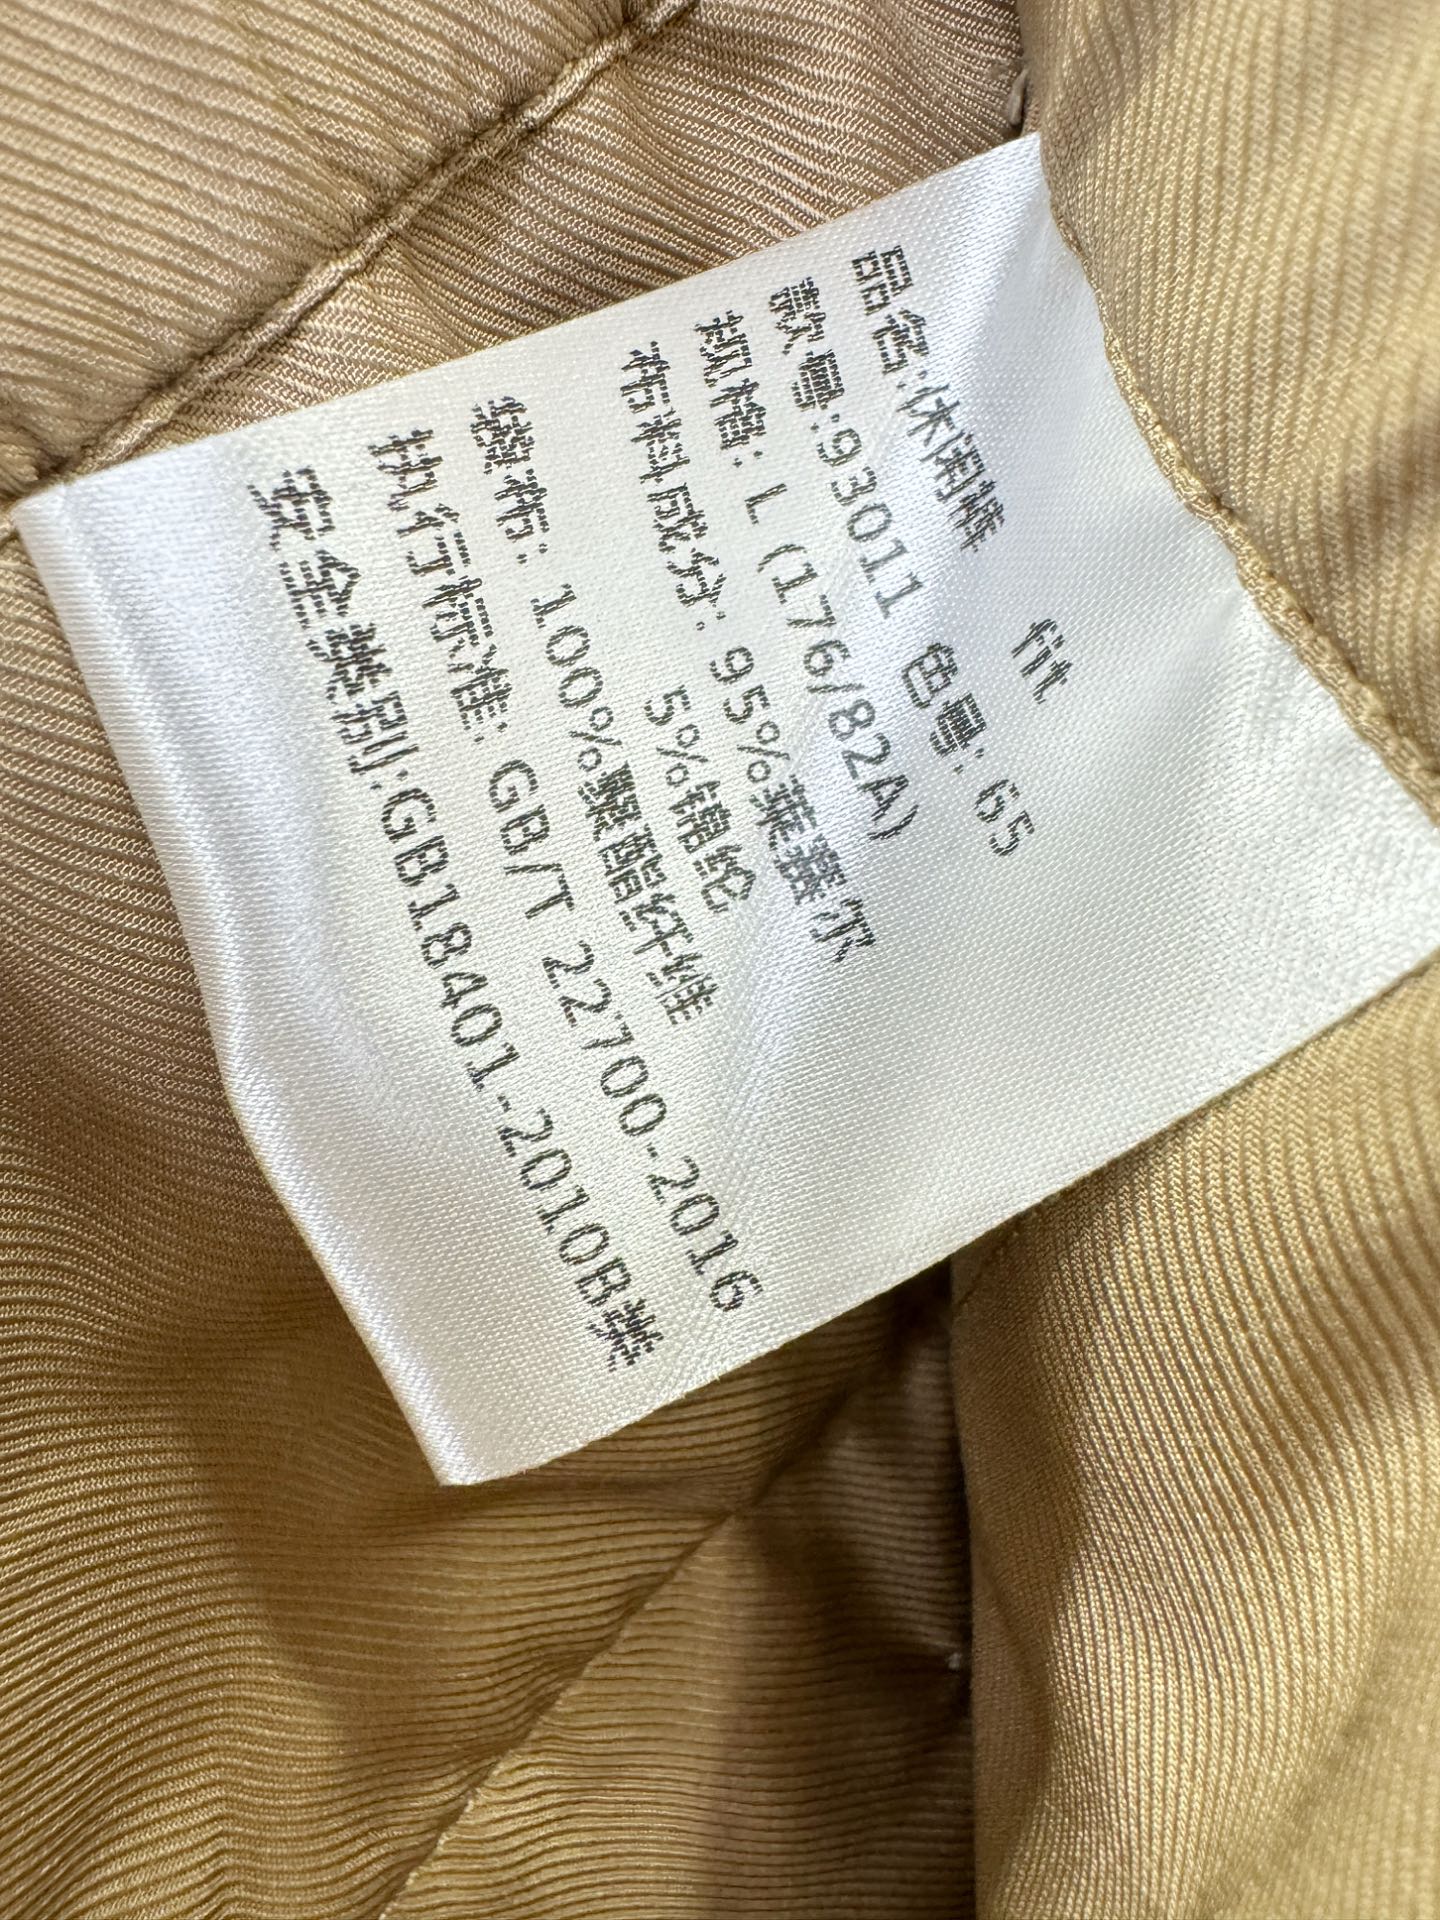 品名:休闲裤 fit
款号:93011 色号:65
规格: L (176/82A)
布料成分: 95%莱赛尔
5%锦纶
袋布: 100%聚酯纤维
执行标准: GB/T 22700-2016
安全类别:GB18401-2010B类